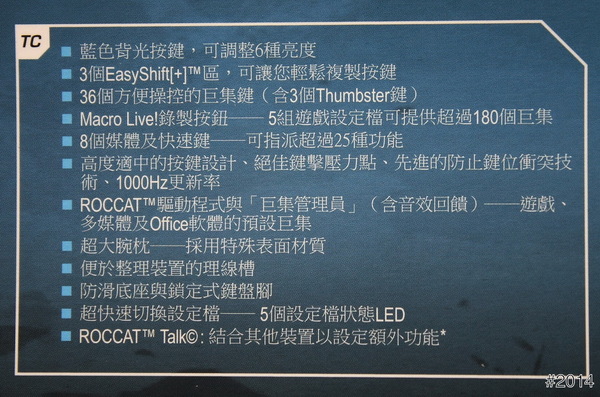 TC
藍色背光按鍵，可調整6種亮度
3個EasyShift[+]™區，可讓您輕鬆複製按鍵
36個方便操控的巨集鍵（含3個Thumbster鍵）
Macro Live!錄製按鈕── 5組遊戲設定檔可提供超過180個巨集
8個媒體及快速鍵──可指派超過25種功能
高度適中的按鍵設計、絕佳鍵擊壓力點、先進的防止鍵位衝突技
術、1000Hz更新率
ROCCAT™驅動程式與「巨集管理員」（含音效回饋）──遊戲、
多媒體及Office軟體的預設巨集
超大腕枕──採用特殊表面材質
便於整理裝置的理線槽
防滑底座與鎖定式鍵盤腳
超快速切換設定檔── 5個設定檔狀態LED
ROCCAT™ Talk©: 結合其他裝置以設定額外功能*
#2014